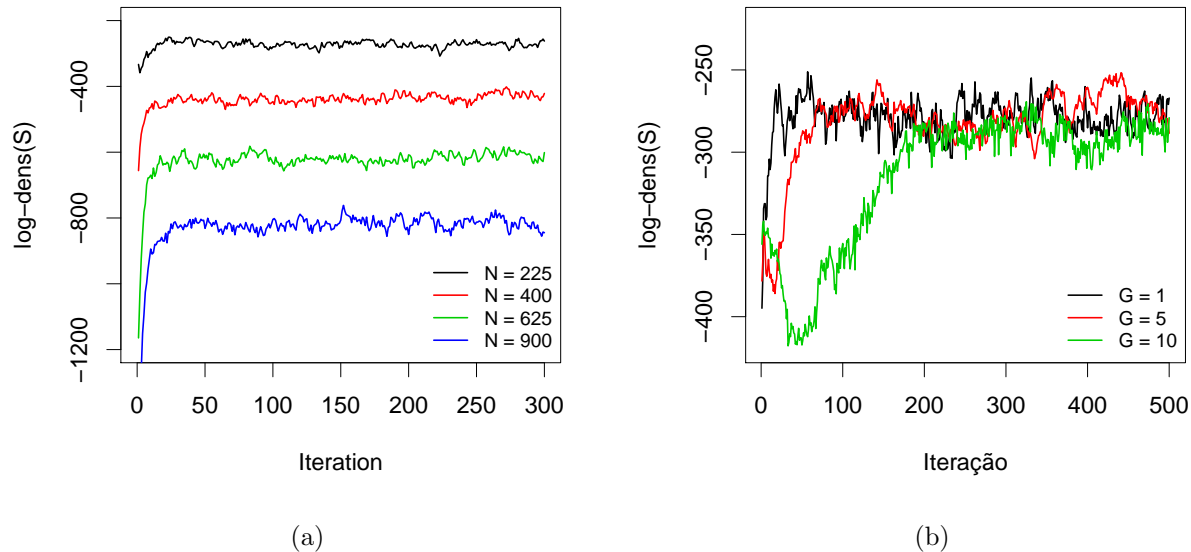 log−dens(S)
−400
−800
−1200
0 50 100 150 200 250 300
Iteration
N = 225
N = 400
N = 625
N = 900
(a)
log−dens(S)
−250
−300
−350
−400
0 100 200 300 400 500
Iteração
G = 1
G = 5
G = 10
(b)